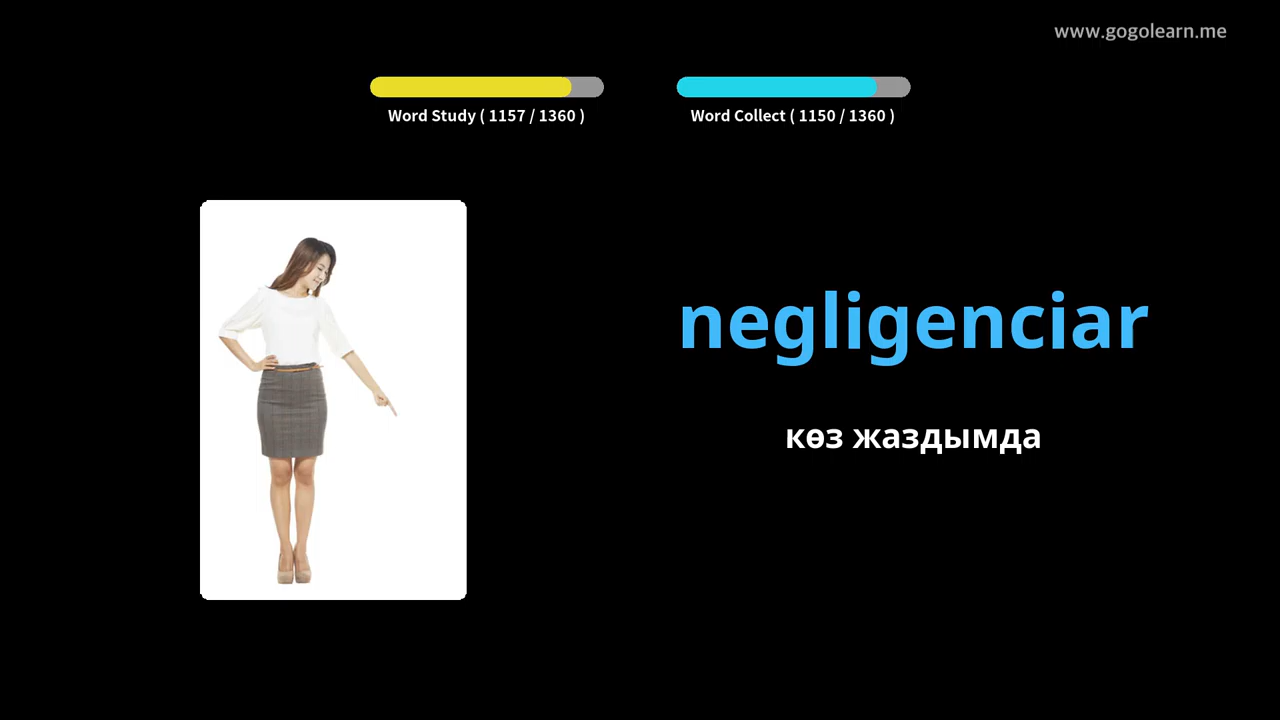 www.gogolearn.me
Word Study ( 1157 / 1360 )
Word Collect ( 1150 / 1360 )
negligenciar
көз жаздымда